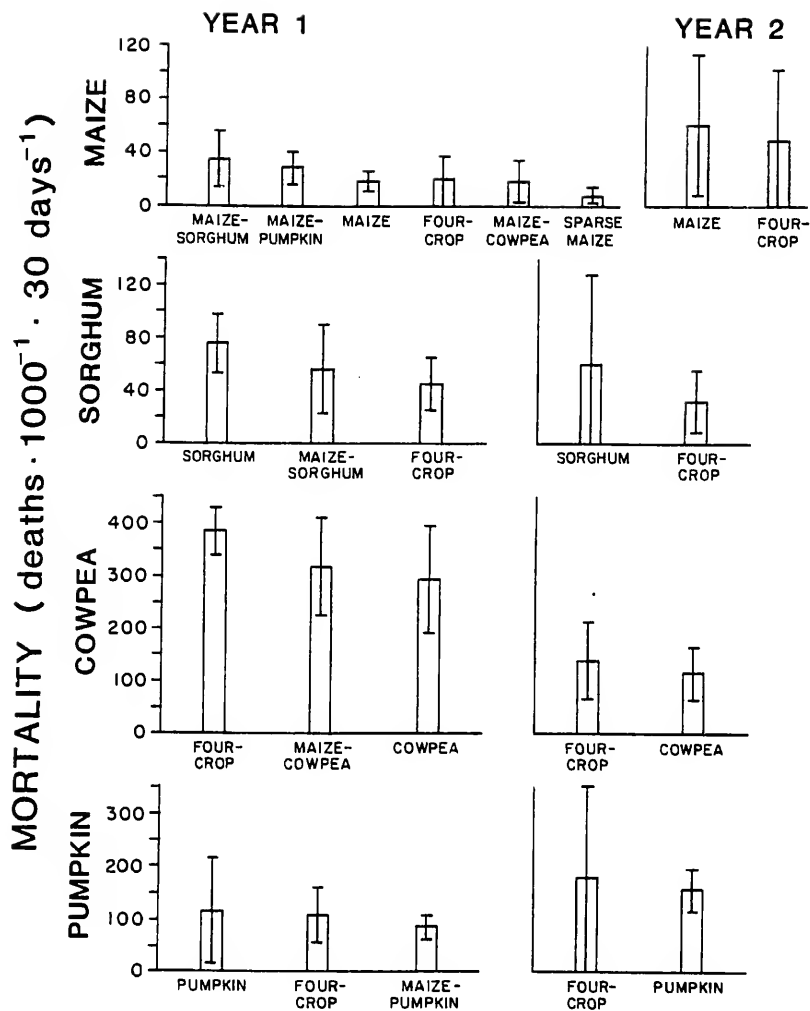 YEAR 1
YEAR 2
MORTALITY (deaths · 1000⁻¹ · 30 days⁻¹)
MAIZE
120
80
40
0
MAIZE-
SORGHUM
MAIZE-
PUMPKIN
MAIZE
FOUR-
CROP
MAIZE-
COWPEA
SPARSE
MAIZE
MAIZE
FOUR-
CROP
SORGHUM
120
80
40
0
SORGHUM
MAIZE-
SORGHUM
FOUR-
CROP
SORGHUM
FOUR-
CROP
COWPEA
400
300
200
100
0
FOUR-
CROP
MAIZE-
COWPEA
COWPEA
FOUR-
CROP
COWPEA
PUMPKIN
300
200
100
0
PUMPKIN
FOUR-
CROP
MAIZE-
PUMPKIN
FOUR-
CROP
PUMPKIN